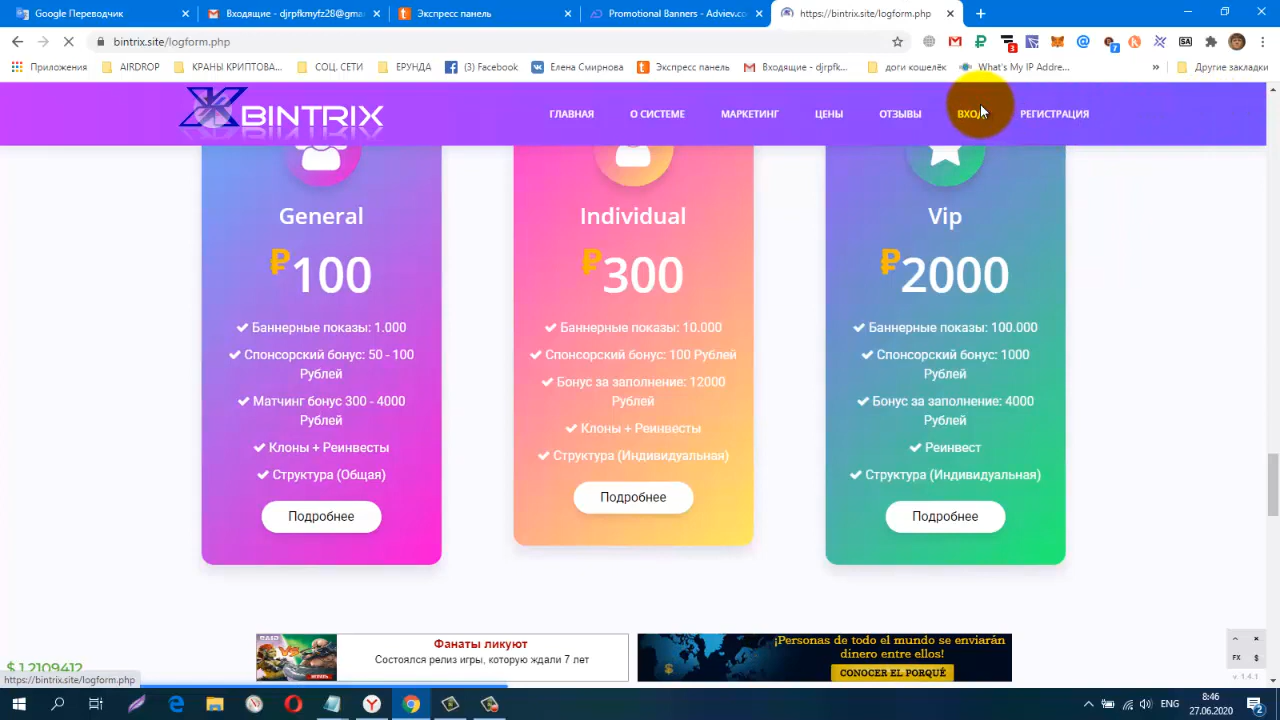 Google Переводчик
Входящие - djrpfkmyfz28@gma
Экспресс панель
Promotional Banners - Adviev.co
https://bintrix.site/logform.php
bintrix.site/logform.php
Приложения
AIRDROP
КРАНЫ КРИПТОВА...
СОЦ. СЕТИ
ЕРУНДА
(3) Facebook
Елена Смирнова
Экспресс панель
Входящие - djrpfk...
доги кошелёк
What's My IP Addre...
»
Другие закладки
BINTRIX
ГЛАВНАЯ
О СИСТЕМЕ
МАРКЕТИНГ
ЦЕНЫ
ОТЗЫВЫ
ВХОД
РЕГИСТРАЦИЯ
General
₽100
Баннерные показы: 1.000
Спонсорский бонус: 50 - 100
Рублей
Матчинг бонус 300 - 4000
Рублей
Клоны + Реинвесты
Структура (Общая)
Подробнее
Individual
₽300
Баннерные показы: 10.000
Спонсорский бонус: 100 Рублей
Бонус за заполнение: 12000
Рублей
Клоны + Реинвесты
Структура (Индивидуальная)
Подробнее
Vip
₽2000
Баннерные показы: 100.000
Спонсорский бонус: 1000
Рублей
Бонус за заполнение: 4000
Рублей
Реинвест
Структура (Индивидуальная)
Подробнее
RAID
Фанаты ликуют
Состоялся релиз игры, которую ждали 7 лет
¡Personas de todo el mundo se enviarán
dinero entre ellos!
CONOCER EL PORQUÉ
FX $
v. 1.4.1
$ 1.2109412
https://bintrix.site/logform.php
ENG
8:46
27.06.2020